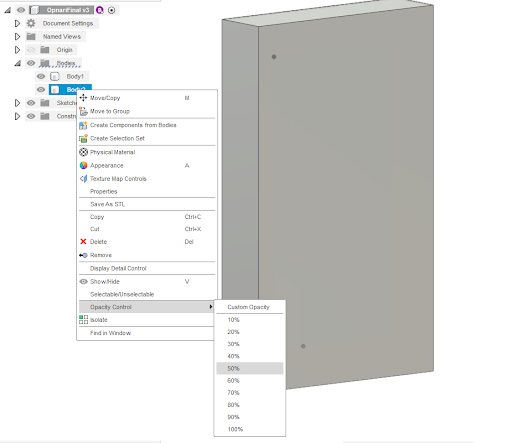 OpnariFinal v3
Document Settings
Named Views
Origin
Bodies
Body1
Sketche
Constru
Move/Copy M
Move to Group
Create Components from Bodies
Create Selection Set
Physical Material
Appearance A
Texture Map Controls
Properties
Save As STL
Copy Ctrl+C
Cut Ctrl+X
Delete Del
Remove
Display Detail Control
Show/Hide V
Selectable/Unselectable
Opacity Control
Isolate
Find in Window
Custom Opacity
10%
20%
30%
40%
50%
60%
70%
80%
90%
100%